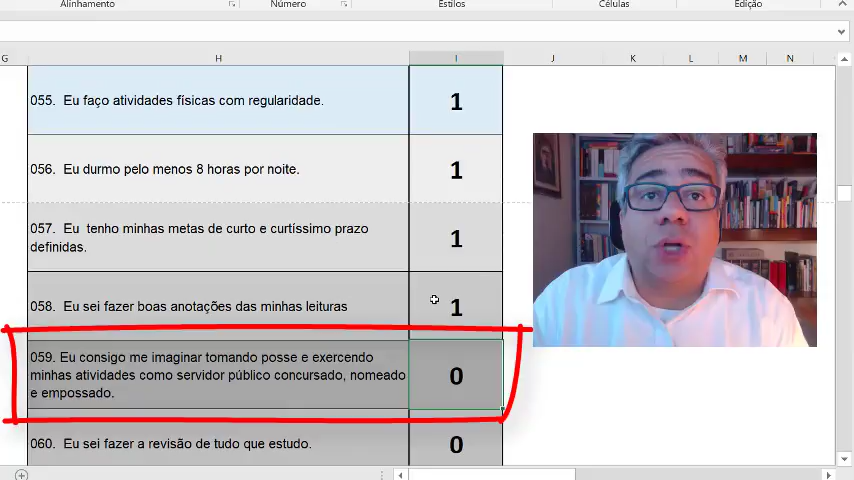 Alinhamento
Número
Estilos
Células
Edição
G
H
I
J
K
L
M
N
055.  Eu faço atividades físicas com regularidade.
1
056.  Eu durmo pelo menos 8 horas por noite.
1
057.  Eu  tenho minhas metas de curto e curtíssimo prazo
definidas.
1
058.  Eu sei fazer boas anotações das minhas leituras
1
059. Eu consigo me imaginar tomando posse e exercendo
minhas atividades como servidor público concursado, nomeado
e empossado.
0
060.  Eu sei fazer a revisão de tudo que estudo.
0